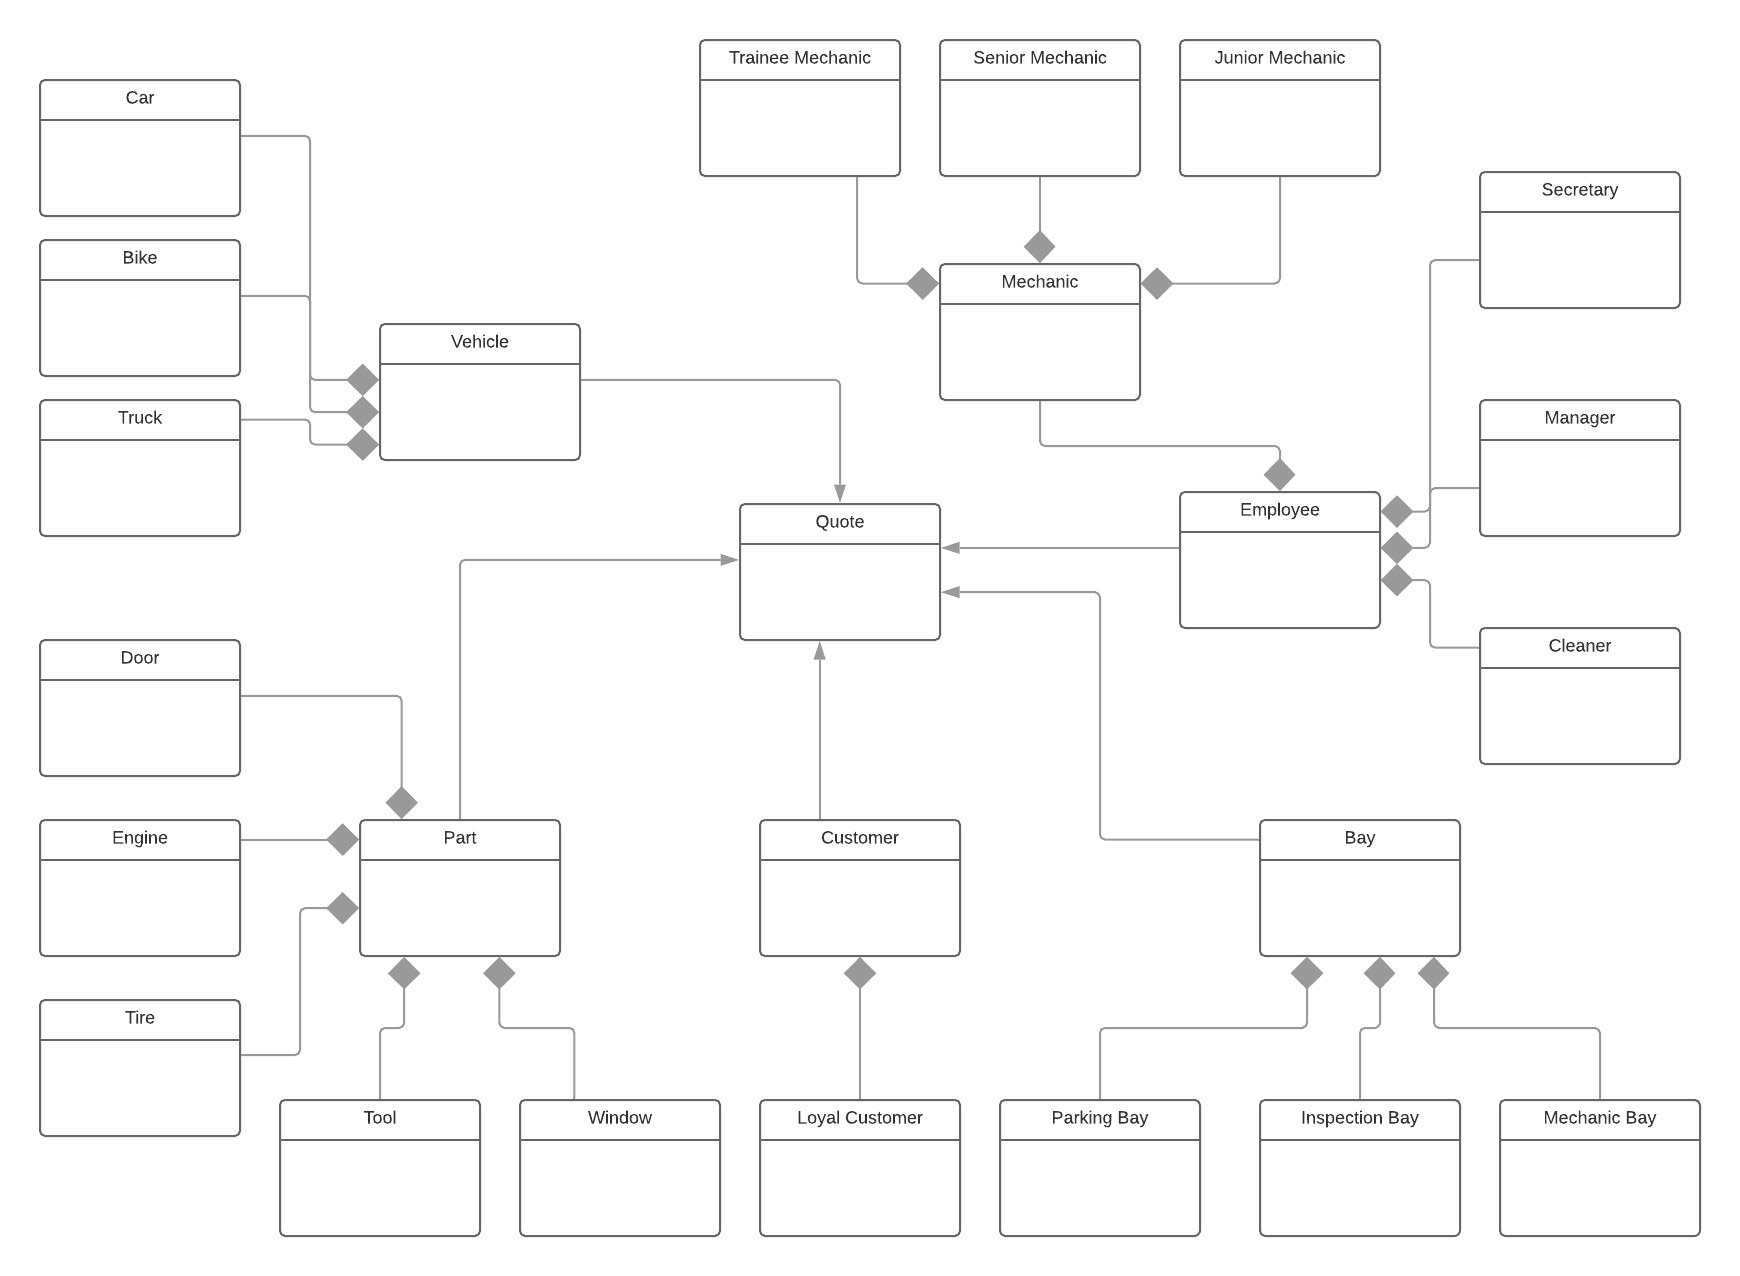 Trainee Mechanic
Senior Mechanic
Junior Mechanic
Car
Secretary
Bike
Mechanic
Vehicle
Truck
Manager
Quote
Employee
Door
Cleaner
Engine
Part
Customer
Bay
Tire
Tool
Window
Loyal Customer
Parking Bay
Inspection Bay
Mechanic Bay